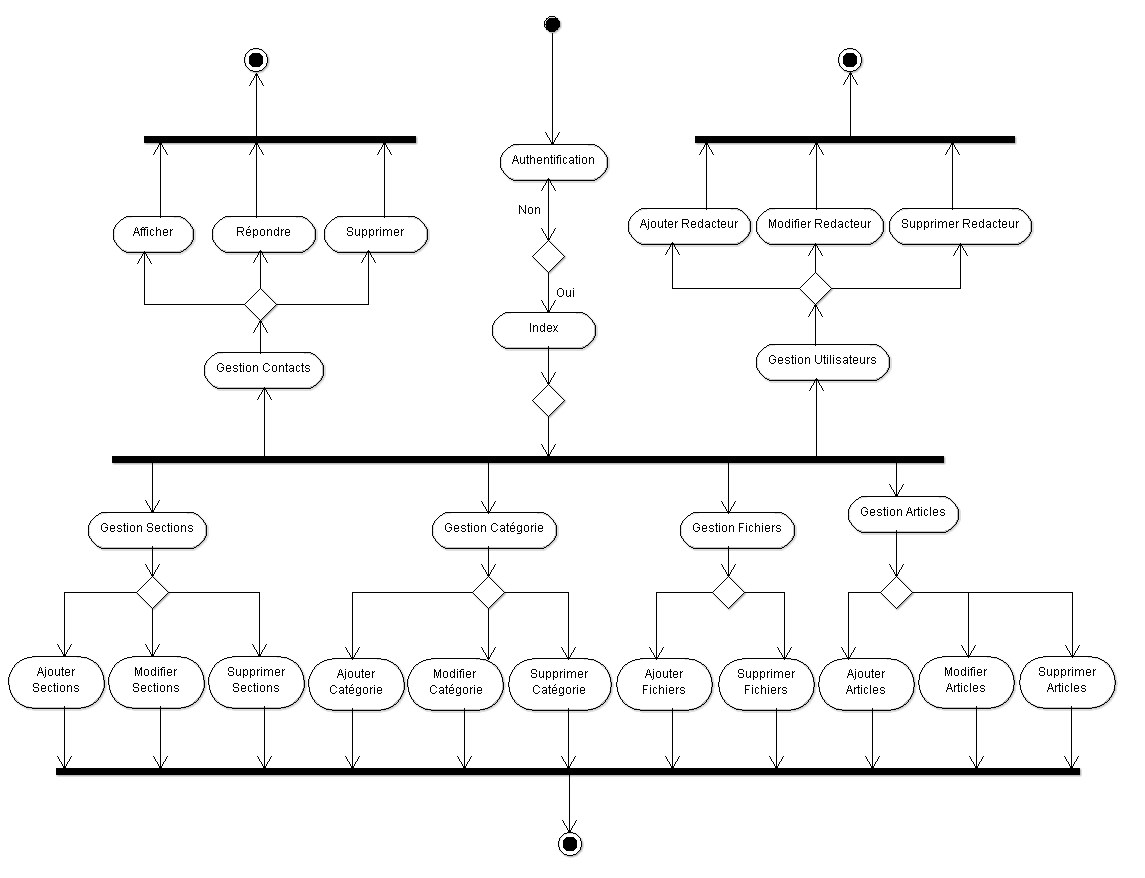 Authentification
Non
Afficher
Répondre
Supprimer
Ajouter Redacteur
Modifier Redacteur
Supprimer Redacteur
Oui
Index
Gestion Contacts
Gestion Utilisateurs
Gestion Sections
Gestion Catégorie
Gestion Fichiers
Gestion Articles
Ajouter
Sections
Modifier
Sections
Supprimer
Sections
Ajouter
Catégorie
Modifier
Catégorie
Supprimer
Catégorie
Ajouter
Fichiers
Supprimer
Fichiers
Ajouter
Articles
Modifier
Articles
Supprimer
Articles